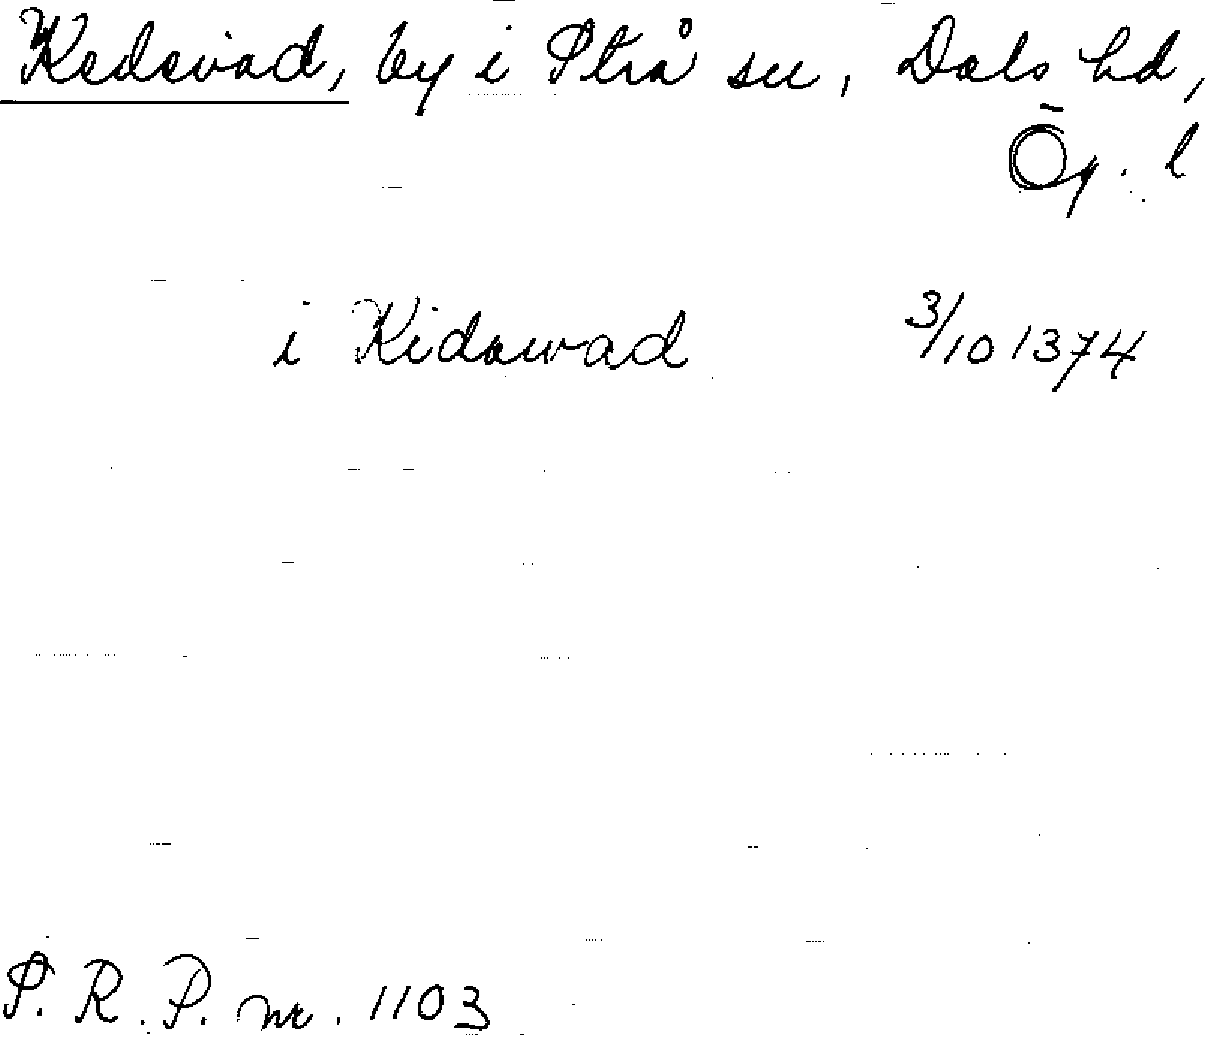 Kedevad, by i Strå sn, Dals hd,
Ög. l
i Kidawad 3/10 1374
S. R. P. nr. 1103